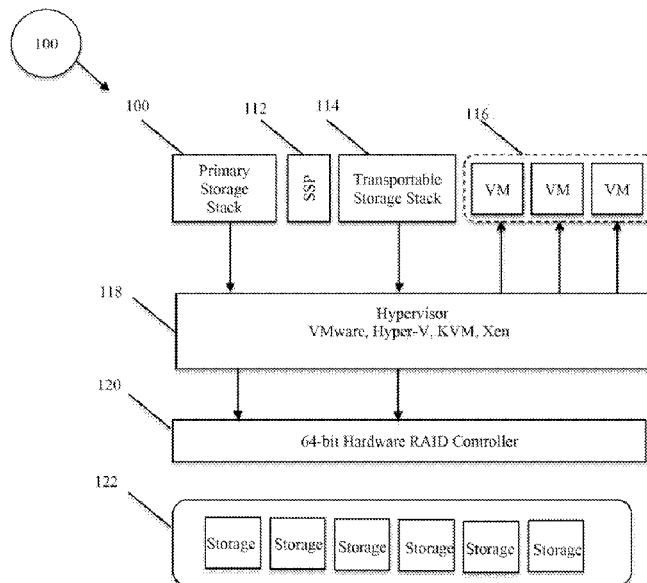 100
100
112
114
116
Primary
Storage
Stack
SSP
Transportable
Storage Stack
VM
VM
VM
118
Hypervisor
VMware, Hyper-V, KVM, Xen
120
64-bit Hardware RAID Controller
122
Storage
Storage
Storage
Storage
Storage
Storage